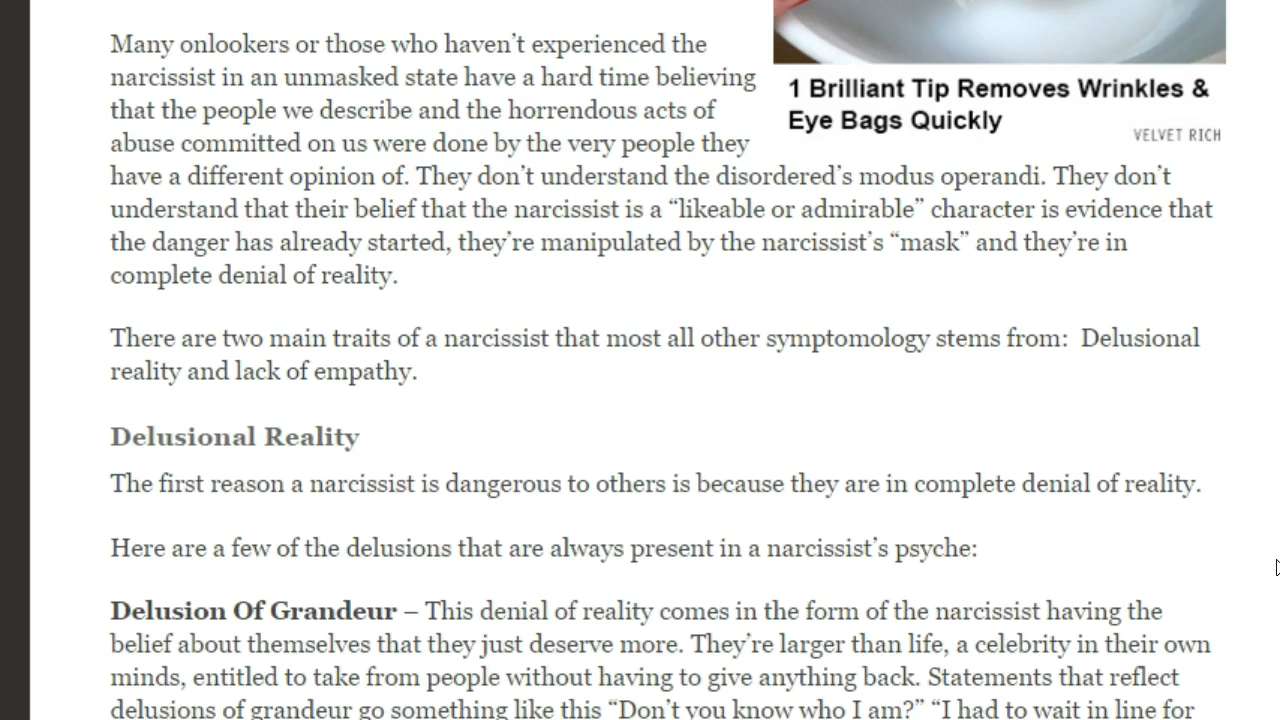 Many onlookers or those who haven’t experienced the
narcissist in an unmasked state have a hard time believing
that the people we describe and the horrendous acts of
abuse committed on us were done by the very people they
have a different opinion of. They don’t understand the disordered’s modus operandi. They don’t
understand that their belief that the narcissist is a “likeable or admirable” character is evidence that
the danger has already started, they’re manipulated by the narcissist’s “mask” and they’re in
complete denial of reality.
1 Brilliant Tip Removes Wrinkles &
Eye Bags Quickly
VELVET RICH
There are two main traits of a narcissist that most all other symptomology stems from:  Delusional
reality and lack of empathy.
Delusional Reality
The first reason a narcissist is dangerous to others is because they are in complete denial of reality.
Here are a few of the delusions that are always present in a narcissist’s psyche:
Delusion Of Grandeur – This denial of reality comes in the form of the narcissist having the
belief about themselves that they just deserve more. They’re larger than life, a celebrity in their own
minds, entitled to take from people without having to give anything back. Statements that reflect
delusions of grandeur go something like this “Don’t you know who I am?” “I had to wait in line for